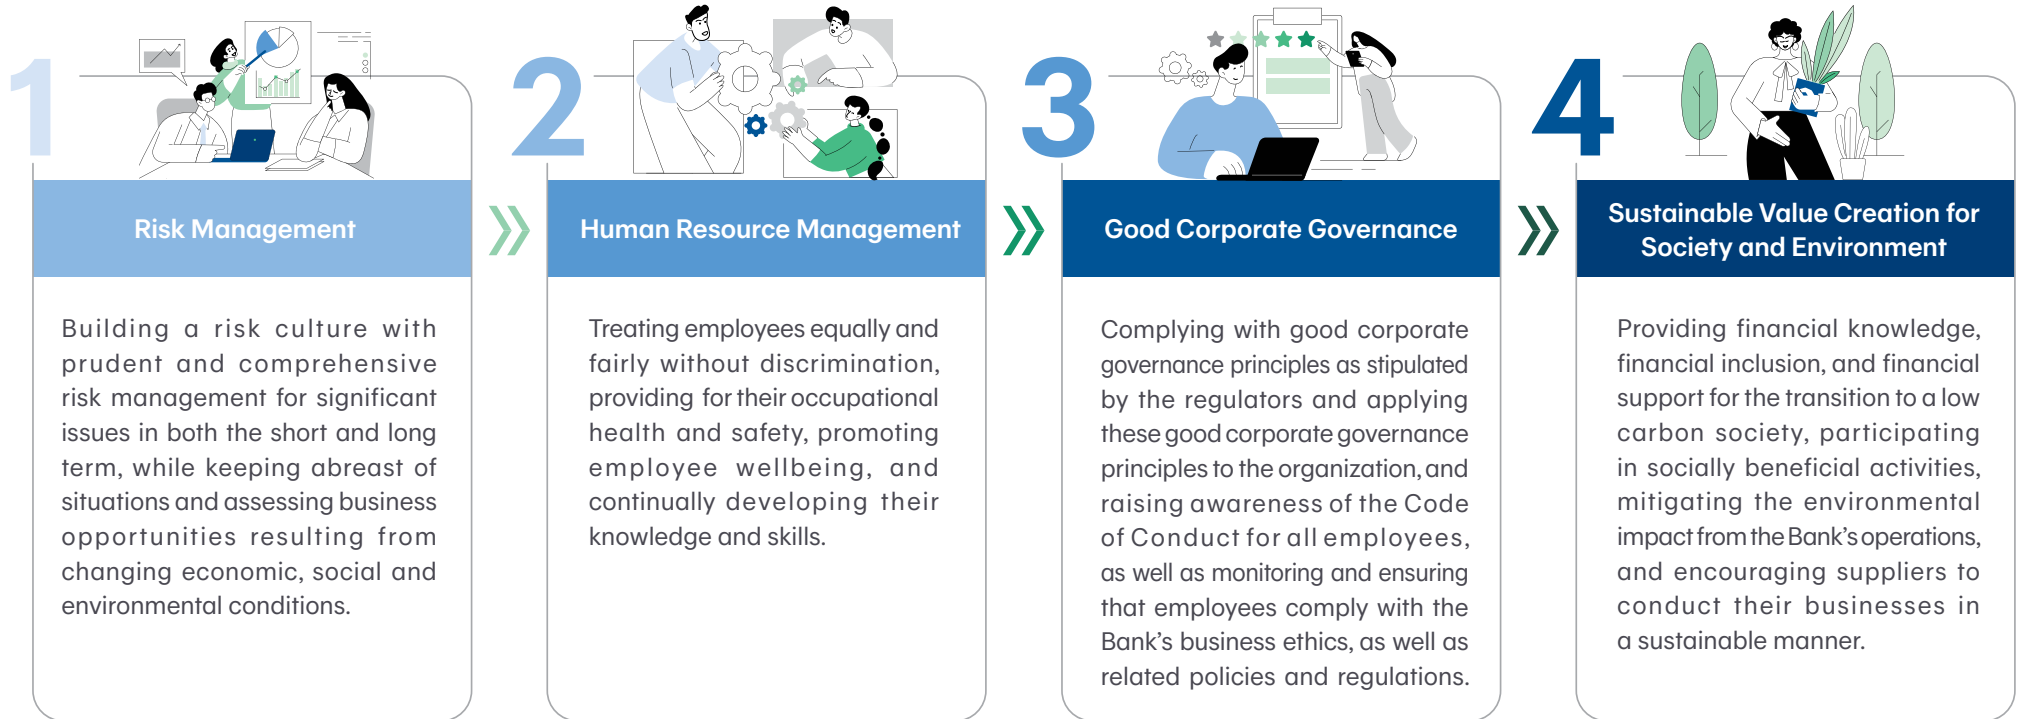 1
Risk Management
Building a risk culture with
prudent and comprehensive
risk management for significant
issues in both the short and long
term, while keeping abreast of
situations and assessing business
opportunities resulting from
changing economic, social and
environmental conditions.
2
Human Resource Management
Treating employees equally and
fairly without discrimination,
providing for their occupational
health and safety, promoting
employee wellbeing, and
continually developing their
knowledge and skills.
3
Good Corporate Governance
Complying with good corporate
governance principles as stipulated
by the regulators and applying
these good corporate governance
principles to the organization, and
raising awareness of the Code
of Conduct for all employees,
as well as monitoring and ensuring
that employees comply with the
Bank's business ethics, as well as
related policies and regulations.
4
Sustainable Value Creation for
Society and Environment
Providing financial knowledge,
financial inclusion, and financial
support for the transition to a low
carbon society, participating
in socially beneficial activities,
mitigating the environmental
impact from the Bank's operations,
and encouraging suppliers to
conduct their businesses in
a sustainable manner.